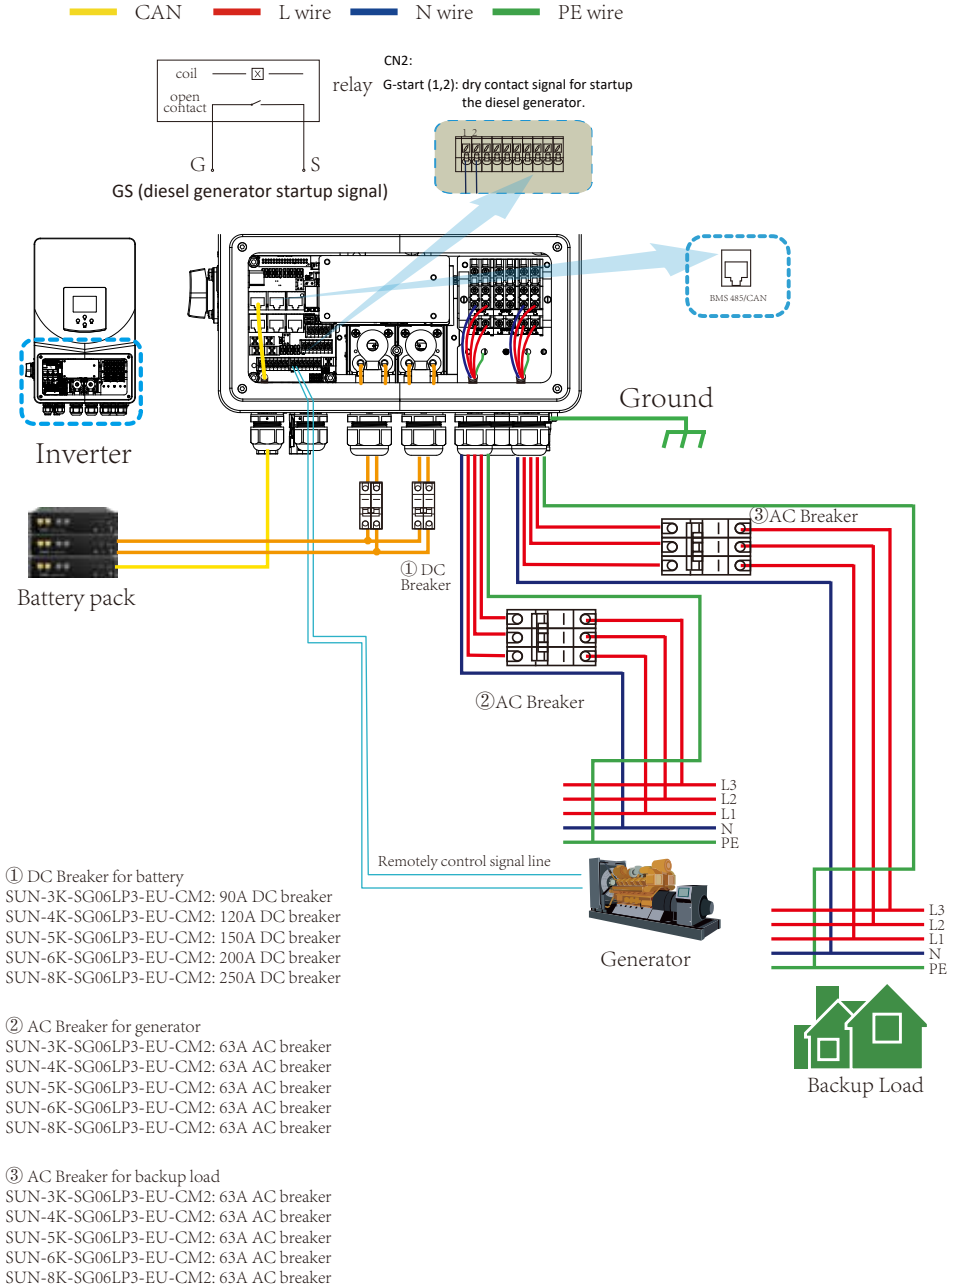 CAN L wire N wire PE wire
coil
open
contact
relay
G S
GS (diesel generator startup signal)
CN2:
G-start (1,2): dry contact signal for startup
the diesel generator.
1 2
BMS 485/CAN
Inverter
Ground
Battery pack
① DC
Breaker
③AC Breaker
②AC Breaker
L3
L2
L1
N
PE
Remotely control signal line
Generator
L3
L2
L1
N
PE
Backup Load
① DC Breaker for battery
SUN-3K-SG06LP3-EU-CM2: 90A DC breaker
SUN-4K-SG06LP3-EU-CM2: 120A DC breaker
SUN-5K-SG06LP3-EU-CM2: 150A DC breaker
SUN-6K-SG06LP3-EU-CM2: 200A DC breaker
SUN-8K-SG06LP3-EU-CM2: 250A DC breaker
② AC Breaker for generator
SUN-3K-SG06LP3-EU-CM2: 63A AC breaker
SUN-4K-SG06LP3-EU-CM2: 63A AC breaker
SUN-5K-SG06LP3-EU-CM2: 63A AC breaker
SUN-6K-SG06LP3-EU-CM2: 63A AC breaker
SUN-8K-SG06LP3-EU-CM2: 63A AC breaker
③ AC Breaker for backup load
SUN-3K-SG06LP3-EU-CM2: 63A AC breaker
SUN-4K-SG06LP3-EU-CM2: 63A AC breaker
SUN-5K-SG06LP3-EU-CM2: 63A AC breaker
SUN-6K-SG06LP3-EU-CM2: 63A AC breaker
SUN-8K-SG06LP3-EU-CM2: 63A AC breaker